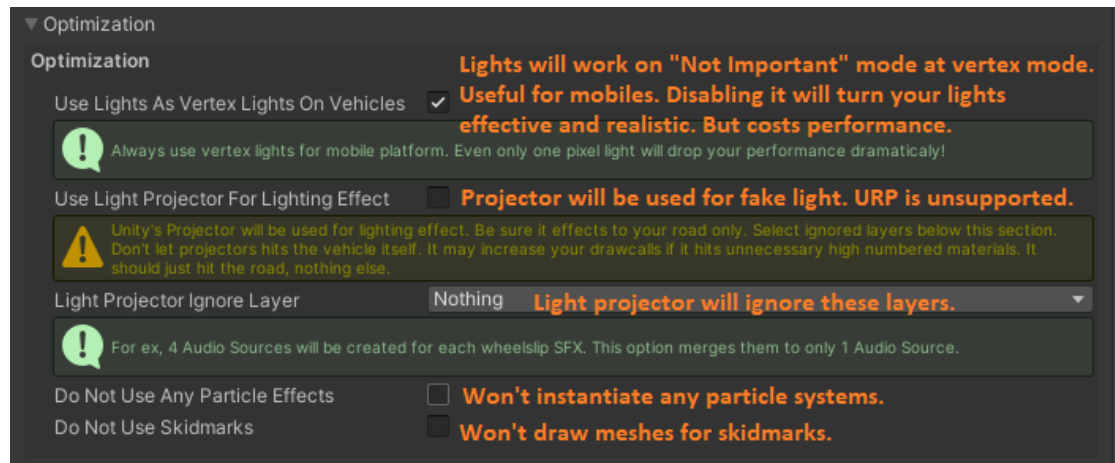 Optimization
Optimization
Lights will work on "Not Important" mode at vertex mode.
Use Lights As Vertex Lights On Vehicles Useful for mobiles. Disabling it will turn your lights
effective and realistic. But costs performance.
Always use vertex lights for mobile platform. Even only one pixel light will drop your performance dramaticaly!
Use Light Projector For Lighting Effect Projector will be used for fake light. URP is unsupported.
Unity's Projector will be used for lighting effect. Be sure it effects to your road only. Select ignored layers below this section.
Don't let projectors hits the vehicle itself. It may increase your drawcalls if it hits unnecessary high numbered materials. It
should just hit the road, nothing else.
Light Projector Ignore Layer Nothing Light projector will ignore these layers.
For ex, 4 Audio Sources will be created for each wheelslip SFX. This option merges them to only 1 Audio Source.
Do Not Use Any Particle Effects Won't instantiate any particle systems.
Do Not Use Skidmarks Won't draw meshes for skidmarks.